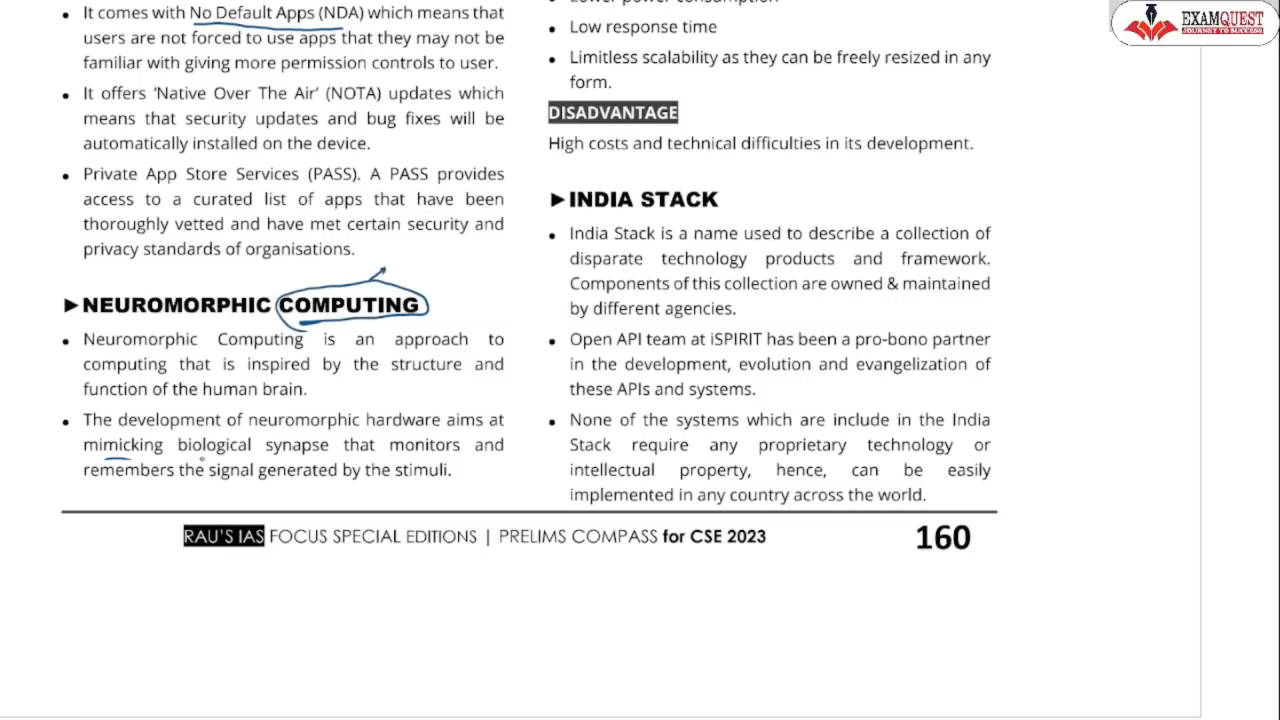 It comes with No Default Apps (NDA) which means that
users are not forced to use apps that they may not be
familiar with giving more permission controls to user.
• It offers 'Native Over The Air' (NOTA) updates which
means that security updates and bug fixes will be
automatically installed on the device.
• Private App Store Services (PASS). A PASS provides
access to a curated list of apps that have been
thoroughly vetted and have met certain security and
privacy standards of organisations.
►NEUROMORPHIC COMPUTING
• Neuromorphic Computing is an approach to
computing that is inspired by the structure and
function of the human brain.
• The development of neuromorphic hardware aims at
mimicking biological synapse that monitors and
remembers the signal generated by the stimuli.
Lower power consumption
• Low response time
• Limitless scalability as they can be freely resized in any
form.
DISADVANTAGE
High costs and technical difficulties in its development.
►INDIA STACK
• India Stack is a name used to describe a collection of
disparate technology products and framework.
Components of this collection are owned & maintained
by different agencies.
• Open API team at iSPIRIT has been a pro-bono partner
in the development, evolution and evangelization of
these APIs and systems.
• None of the systems which are include in the India
Stack require any proprietary technology or
intellectual property, hence, can be easily
implemented in any country across the world.
RAU'S IAS FOCUS SPECIAL EDITIONS | PRELIMS COMPASS for CSE 2023
160
EXAMQUEST
JOURNEY TO SUCCESS